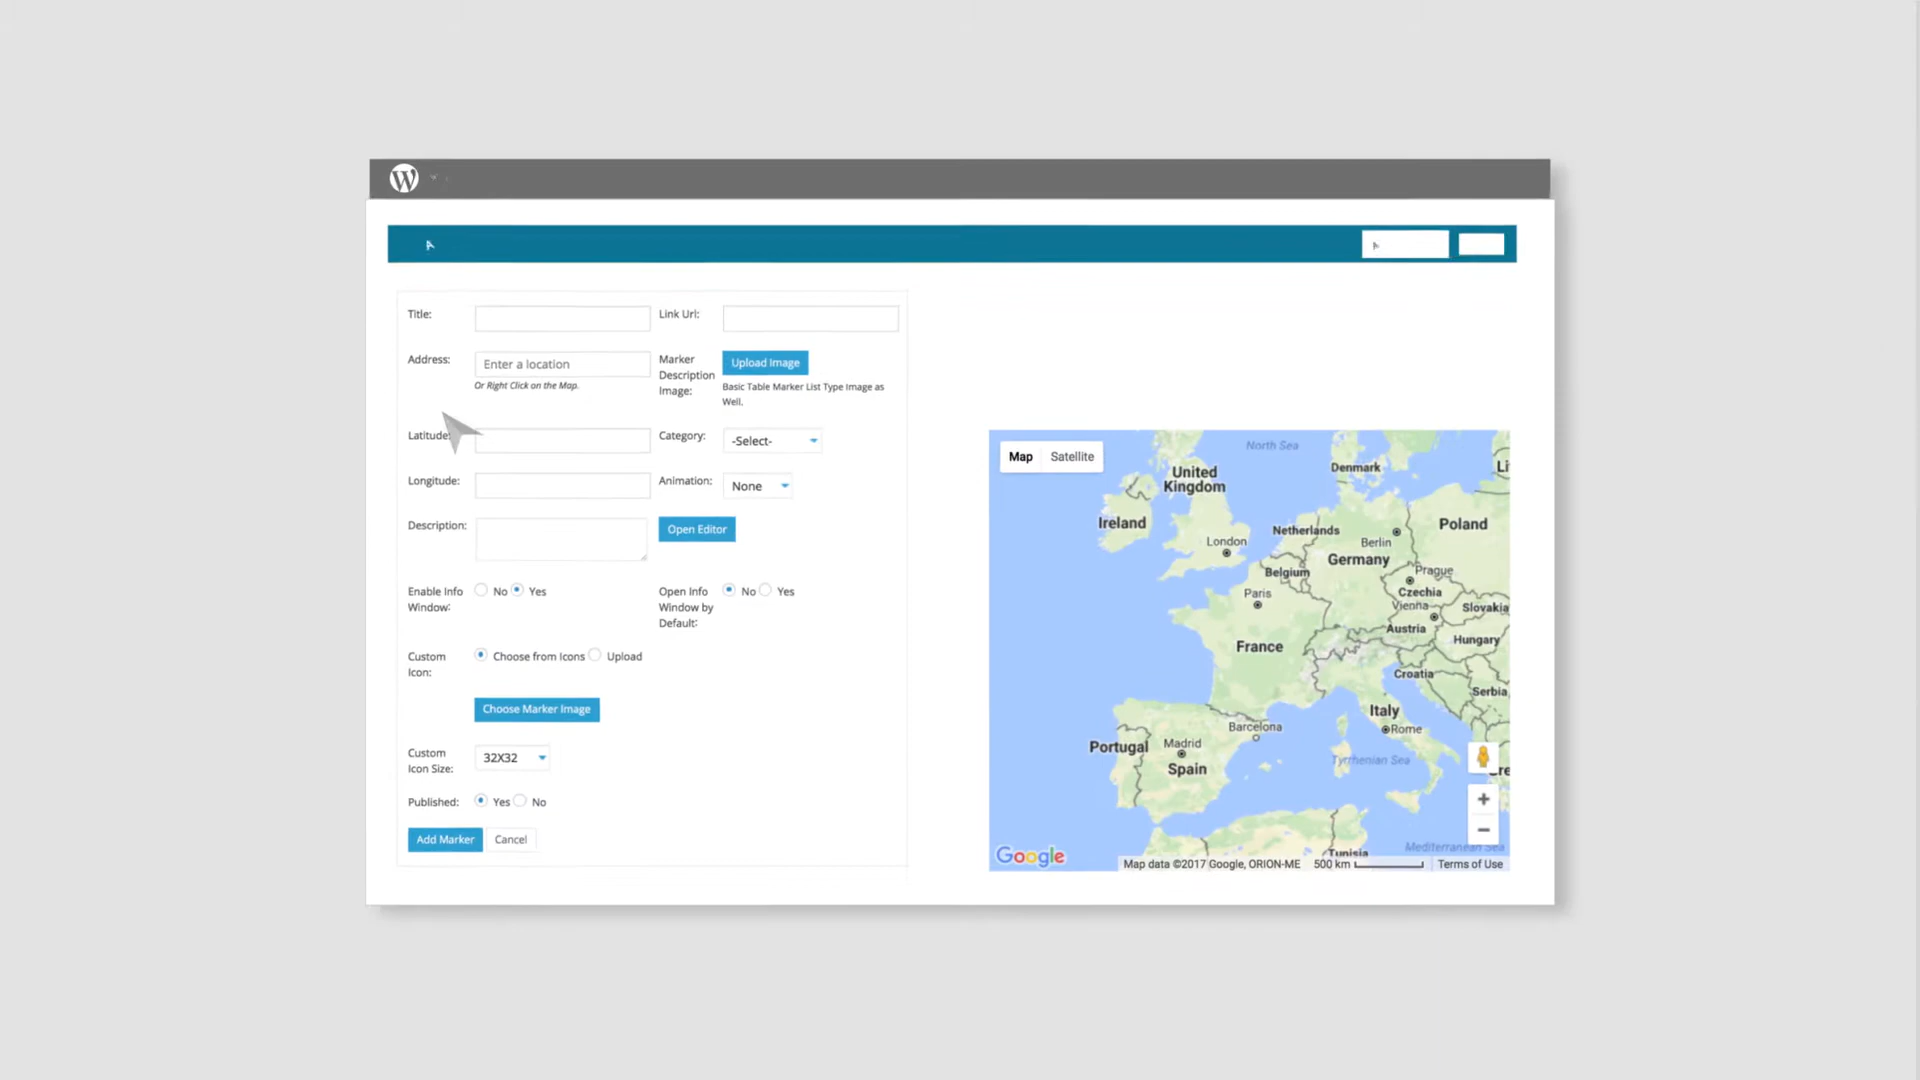 Title:
Link Url:
Address:
Enter a location
Or Right Click on the Map.
Marker
Description
Image:
Upload Image
Basic Table Marker List Type Image as
Well.
Latitude:
Category:
-Select-
Longitude:
Animation:
None
Description:
Open Editor
Enable Info
Window:
No Yes
Open Info
Window by
Default:
No Yes
Custom
Icon:
Choose from Icons Upload
Choose Marker Image
Custom
Icon Size:
32X32
Published:
Yes No
Add Marker
Cancel
Map Satellite
North Sea
Denmark
United
Kingdom
Ireland
Netherlands
Poland
London
Berlin
Germany
Belgium
Prague
Paris
Czechia
Vienna
Slovakia
Austria
France
Hungary
Croatia
Serbia
Italy
Barcelona
Rome
Portugal
Madrid
Spain
Tyrrhenian Sea
Mediterranean Sea
Tunisia
Google
Map data ©2017 Google, ORION-ME 500 km Terms of Use